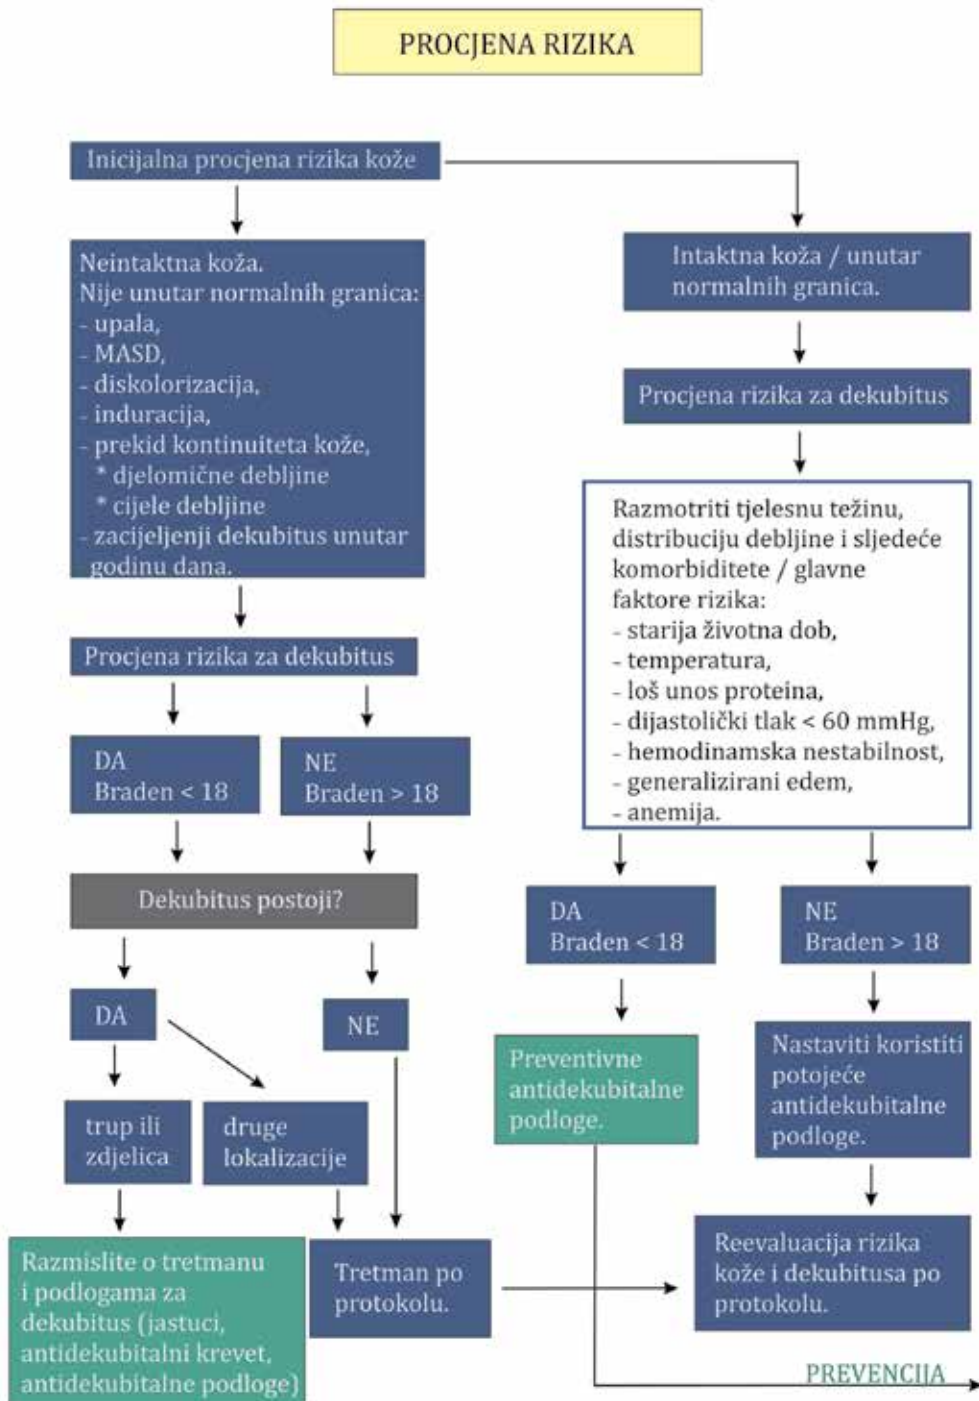 PROCJENA RIZIKA
Inicijalna procjena rizika kože
Neintaktna koža.
Nije unutar normalnih granica:
- upala,
- MASD,
- diskolorizacija,
- induracija,
- prekid kontinuiteta kože,
* djelomične debljine
* cijele debljine
- zacijeljenji dekubitus unutar
godinu dana.
Procjena rizika za dekubitus
DA
Braden < 18
NE
Braden > 18
Dekubitus postoji?
DA
NE
trup ili
zdjelica
druge
lokalizacije
Razmislite o tretmanu
i podlogama za
dekubitus (jastuci,
antidekubitalni krevet,
antidekubitalne podloge)
Tretman po
protokolu.
Intaktna koža / unutar
normalnih granica.
Procjena rizika za dekubitus
Razmotriti tjelesnu težinu,
distribuciju debljine i sljedeće
komorbiditete / glavne
faktore rizika:
- starija životna dob,
- temperatura,
- loš unos proteina,
- dijastolički tlak < 60 mmHg,
- hemodinamska nestabilnost,
- generalizirani edem,
- anemija.
DA
Braden < 18
NE
Braden > 18
Preventivne
antidekubitalne
podloge.
Nastaviti koristiti
potojeće
antidekubitalne
podloge.
Reevaluacija rizika
kože i dekubitusa po
protokolu.
PREVENCIJA